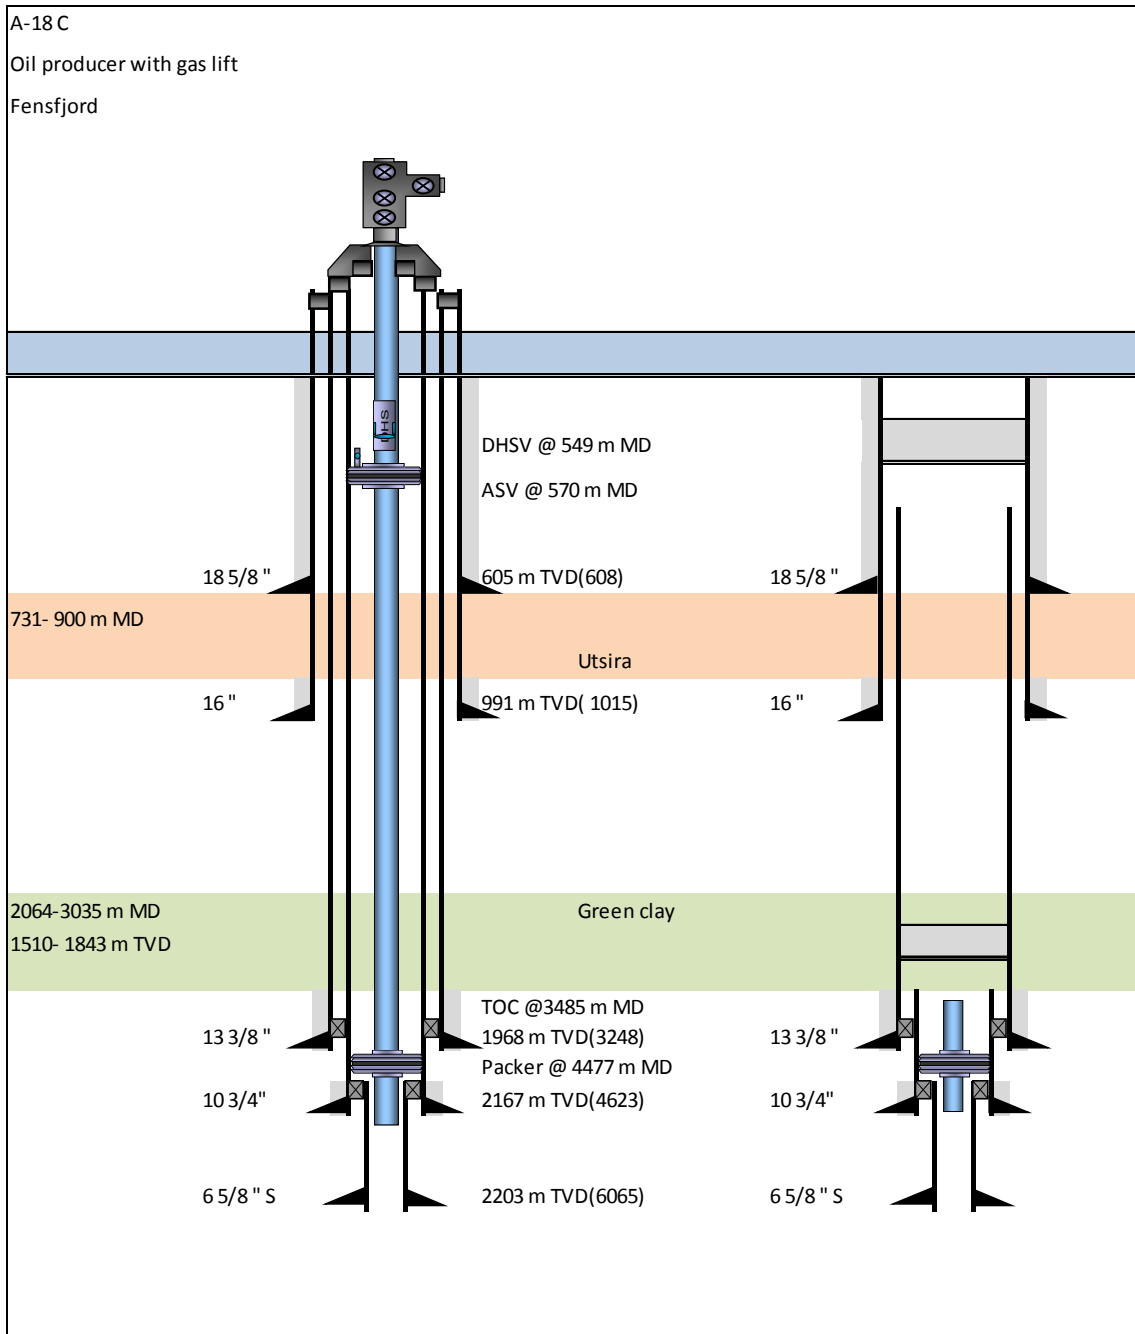 A-18 C
Oil producer with gas lift
Fensfjord
DHS
DHSV @ 549 m MD
ASV @ 570 m MD
18 5/8 " 605 m TVD(608) 18 5/8 "
731- 900 m MD
Utsira
16 " 991 m TVD( 1015) 16 "
2064-3035 m MD Green clay
1510- 1843 m TVD
TOC @3485 m MD
13 3/8 " 1968 m TVD(3248) 13 3/8 "
Packer @ 4477 m MD
10 3/4" 2167 m TVD(4623) 10 3/4"
6 5/8 " S 2203 m TVD(6065) 6 5/8 " S